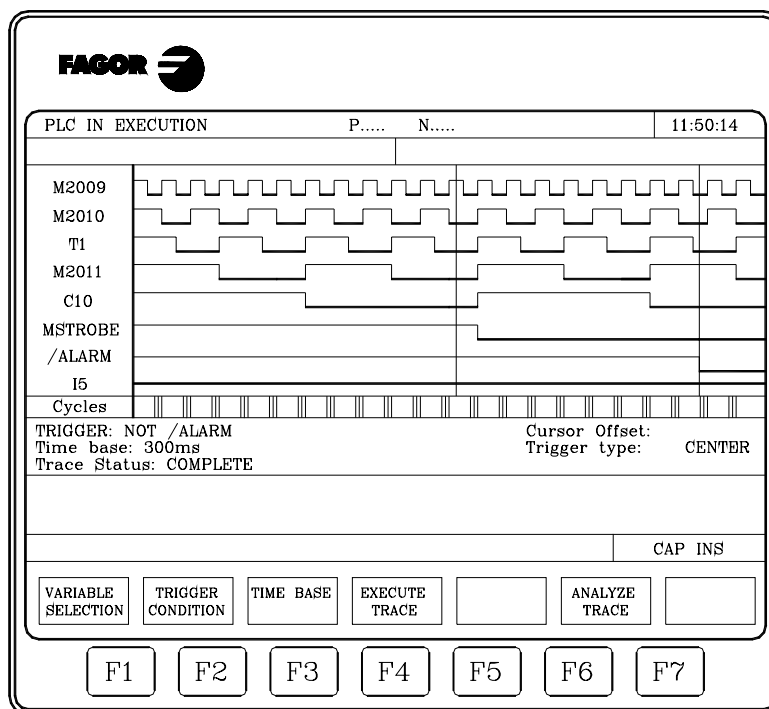 FAGOR
PLC IN EXECUTION P..... N..... 11:50:14
M2009
M2010
T1
M2011
C10
MSTROBE
/ALARM
I5
Cycles
TRIGGER: NOT /ALARM Cursor Offset:
Time base: 300ms Trigger type: CENTER
Trace Status: COMPLETE
CAP INS
VARIABLE SELECTION
TRIGGER CONDITION
TIME BASE
EXECUTE TRACE
ANALYZE TRACE
F1 F2 F3 F4 F5 F6 F7